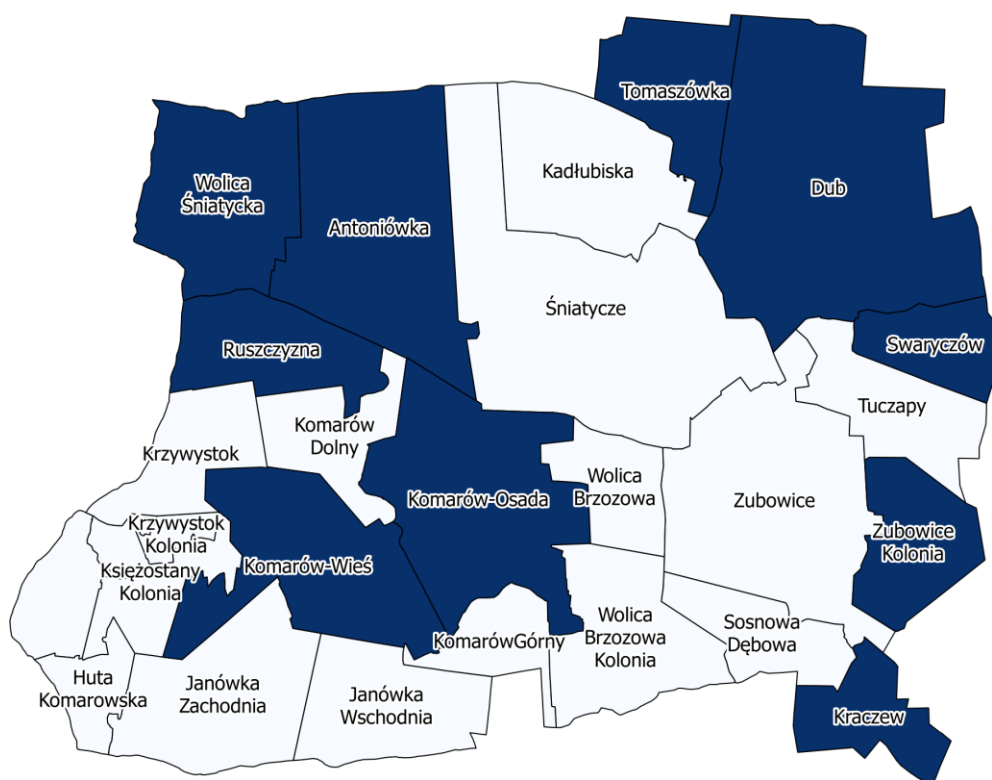 Tomaszówka
Kadłubiska
Wolica
Śniatycka
Dub
Antoniówka
Śniatycze
Ruszczyzna
Swaryczów
Tuczapy
Komarów
Dolny
Krzywystok
Wolica
Brzozowa
Komarów-Osada
Zubowice
Krzywystok
Kolonia
Zubowice
Kolonia
Księżostany
Kolonia
Komarów-Wieś
Wolica
Brzozowa
Kolonia
Sosnowa
Dębowa
KomarówGórny
Huta
Komarowska
Janówka
Zachodnia
Janówka
Wschodnia
Kraczew